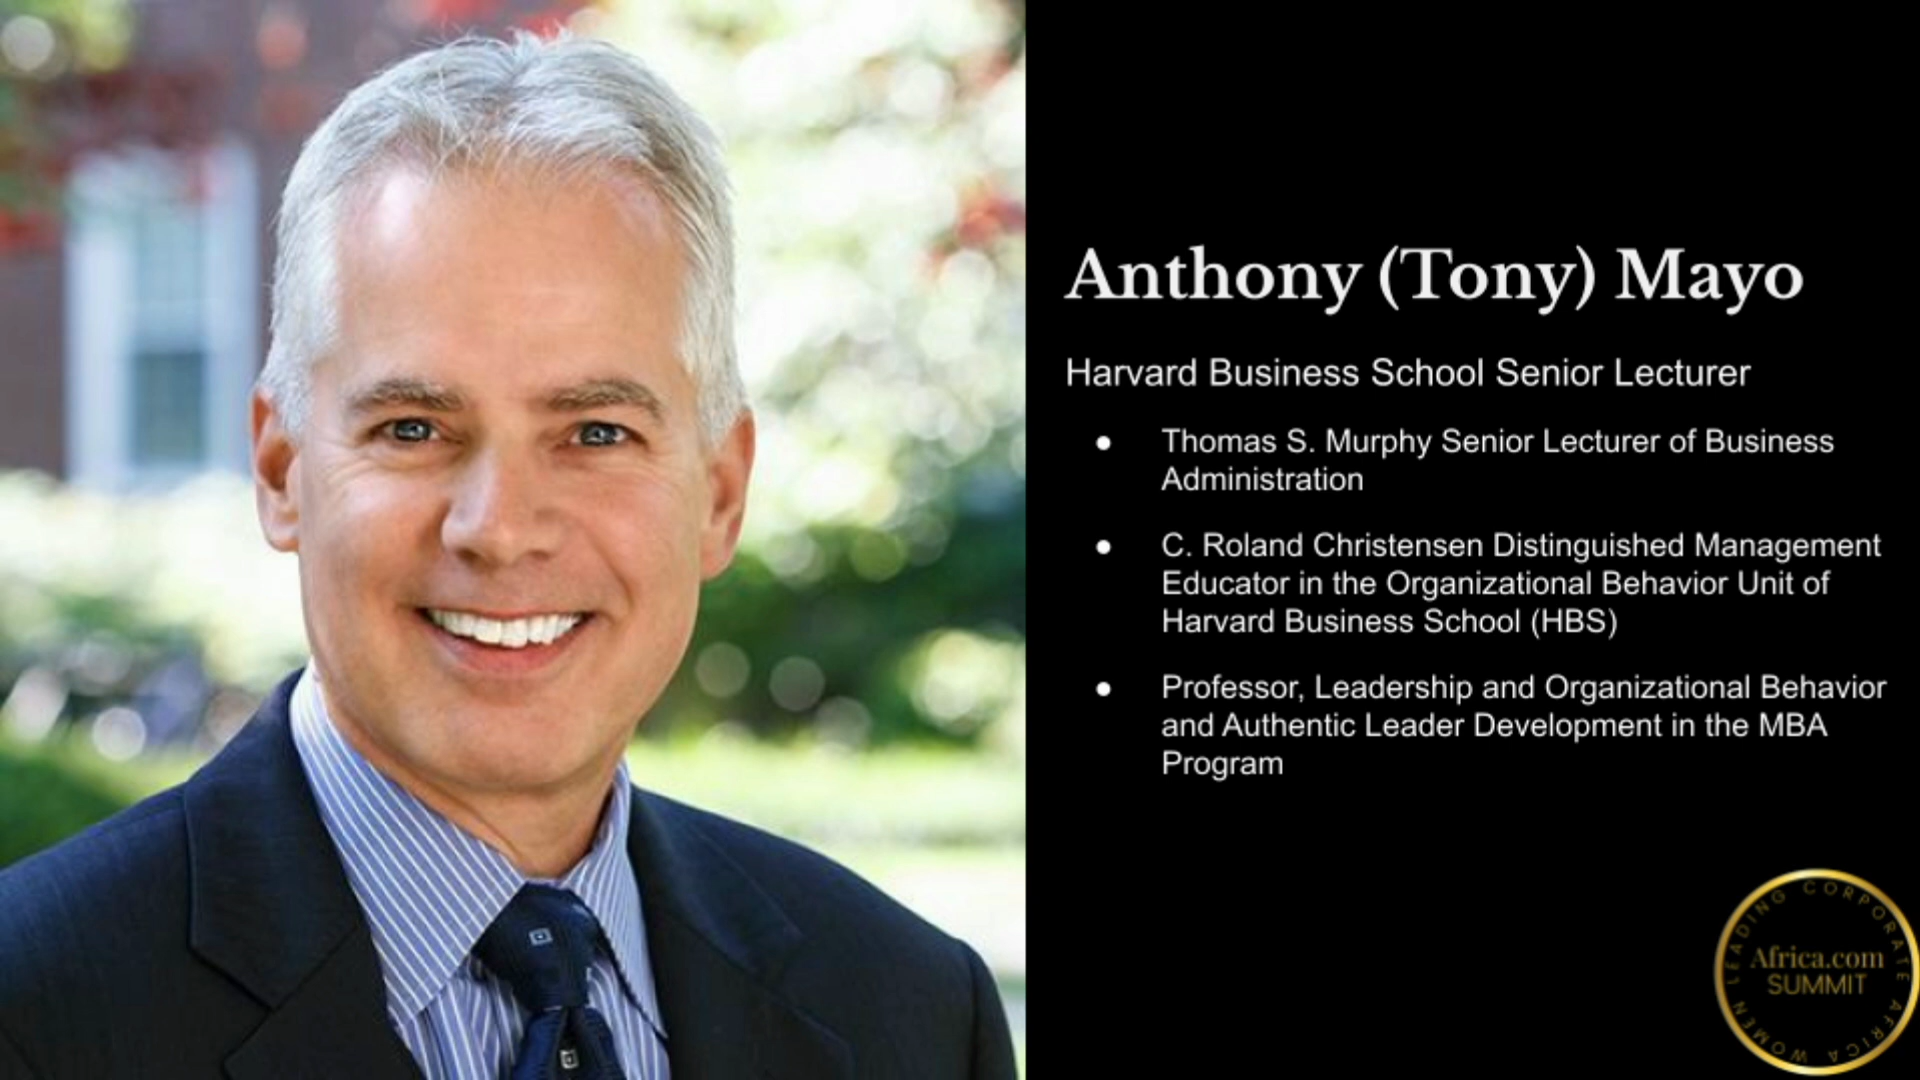 Anthony (Tony) Mayo
Harvard Business School Senior Lecturer
● Thomas S. Murphy Senior Lecturer of Business
Administration
● C. Roland Christensen Distinguished Management
Educator in the Organizational Behavior Unit of
Harvard Business School (HBS)
● Professor, Leadership and Organizational Behavior
and Authentic Leader Development in the MBA
Program
WOMEN LEADING CORPORATE AFRICA
Africa.com
SUMMIT